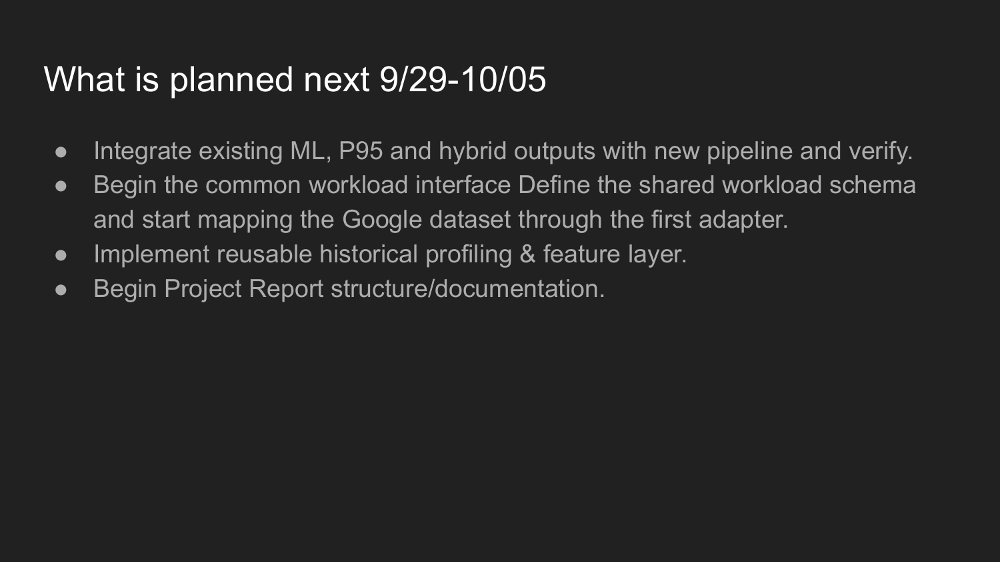 What is planned next 9/29-10/05
● Integrate existing ML, P95 and hybrid outputs with new pipeline and verify.
● Begin the common workload interface Define the shared workload schema
and start mapping the Google dataset through the first adapter.
● Implement reusable historical profiling & feature layer.
● Begin Project Report structure/documentation.